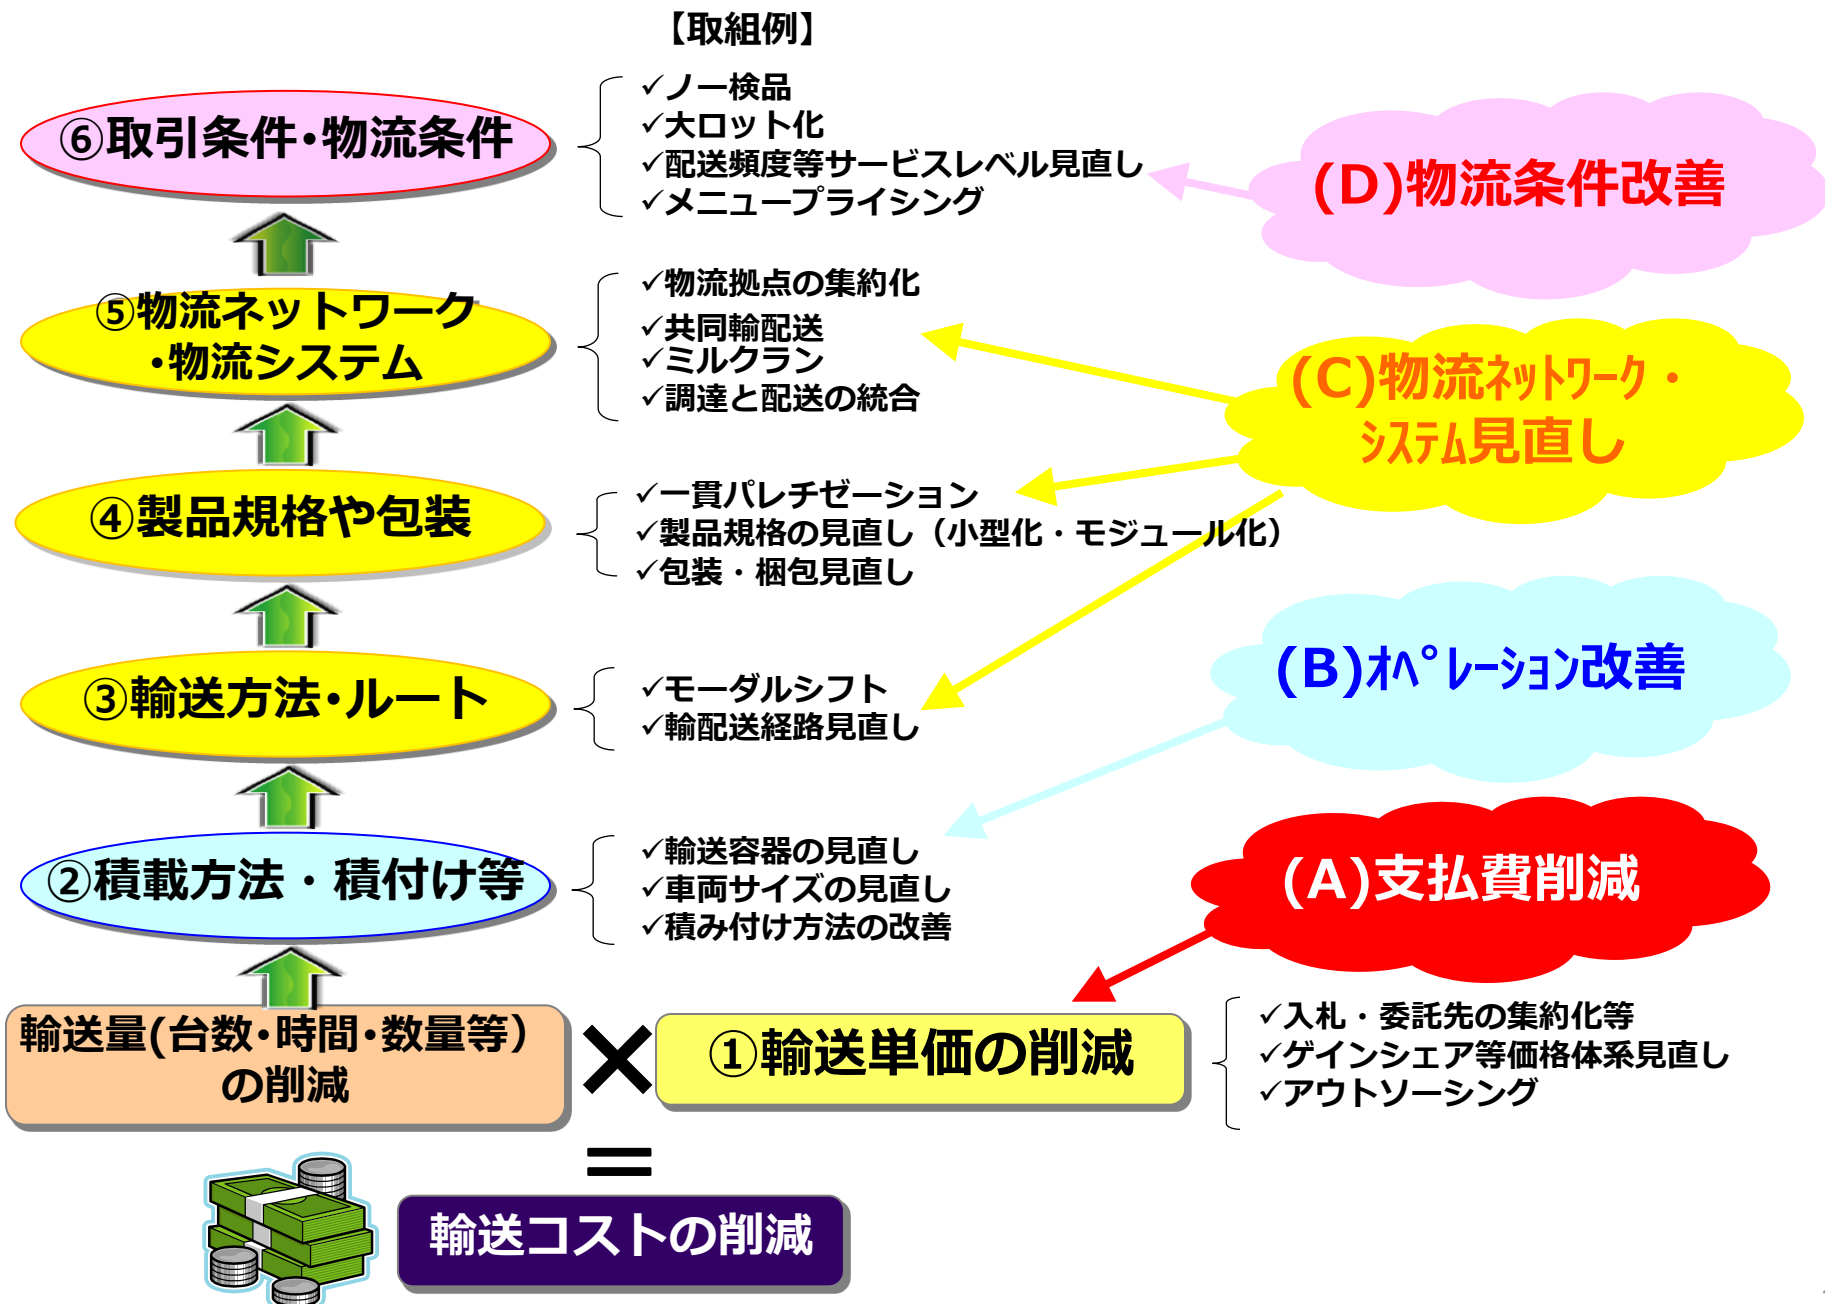 【取組例】
⑥取引条件・物流条件
✓ノー検品
✓大ロット化
✓配送頻度等サービスレベル見直し
✓メニュープライシング
(D)物流条件改善
⑤物流ネットワーク
・物流システム
✓物流拠点の集約化
✓共同輸配送
✓ミルクラン
✓調達と配送の統合
(C)物流ﾈｯﾄﾜｰｸ・
ｼｽﾃﾑ見直し
④製品規格や包装
✓一貫パレチゼーション
✓製品規格の見直し（小型化・モジュール化）
✓包装・梱包見直し
③輸送方法・ルート
✓モーダルシフト
✓輸配送経路見直し
(B)ｵﾍﾟﾚｰｼｮﾝ改善
②積載方法・積付け等
✓輸送容器の見直し
✓車両サイズの見直し
✓積み付け方法の改善
(A)支払費削減
輸送量(台数・時間・数量等）
の削減
×
①輸送単価の削減
✓入札・委託先の集約化等
✓ゲインシェア等価格体系見直し
✓アウトソーシング
＝
輸送コストの削減